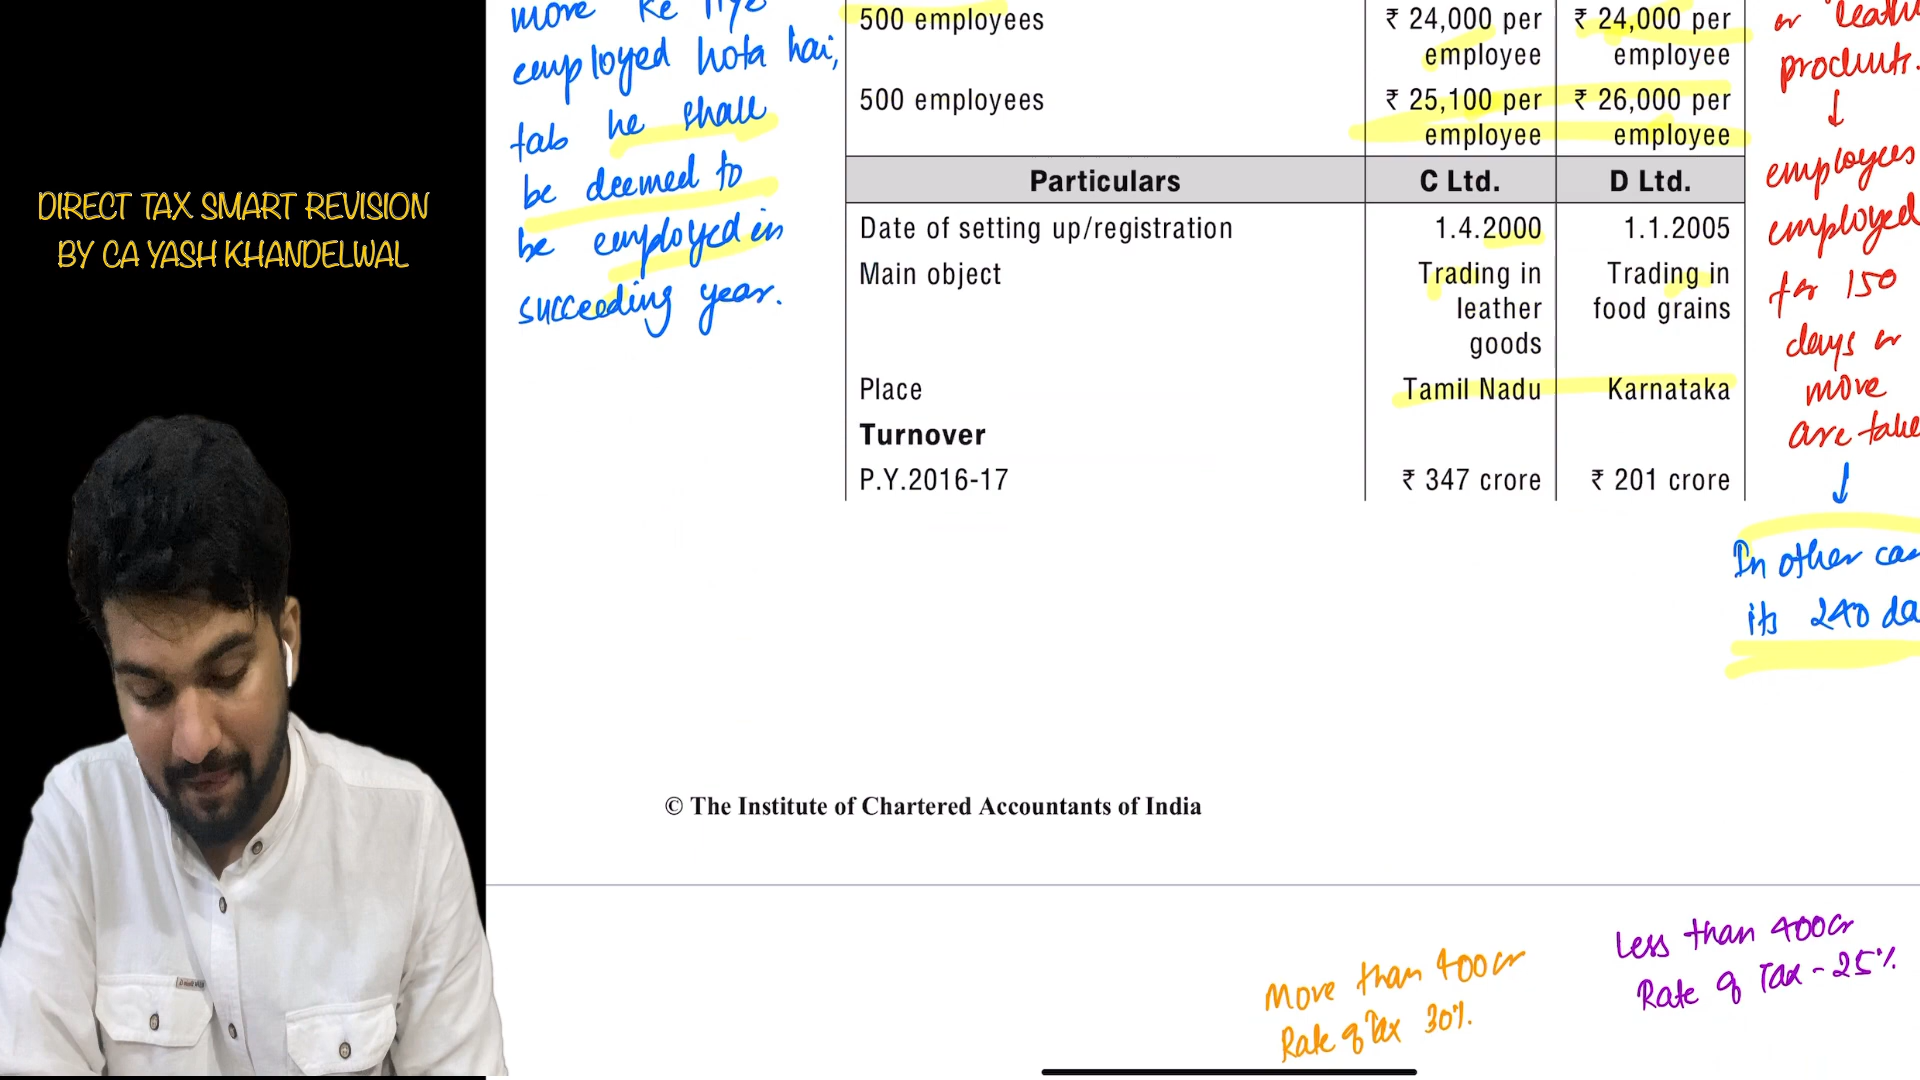 DIRECT TAX SMART REVISION
BY CA YASH KHANDELWAL
more ke liye
employed hota hai,
tab he shall
be deemed to
be employed in
succeeding year.
500 employees ₹ 24,000 per employee ₹ 24,000 per employee
500 employees ₹ 25,100 per employee ₹ 26,000 per employee
Particulars C Ltd. D Ltd.
Date of setting up/registration 1.4.2000 1.1.2005
Main object Trading in leather goods Trading in food grains
Place Tamil Nadu Karnataka
Turnover
P.Y.2016-17 ₹ 347 crore ₹ 201 crore
or
products.
employees
employed
for 150
days or
more
are
In other
its 240
© The Institute of Chartered Accountants of India
More than 400 cr
Rate of Tax 30%.
Less than 400cr
Rate of Tax - 25%